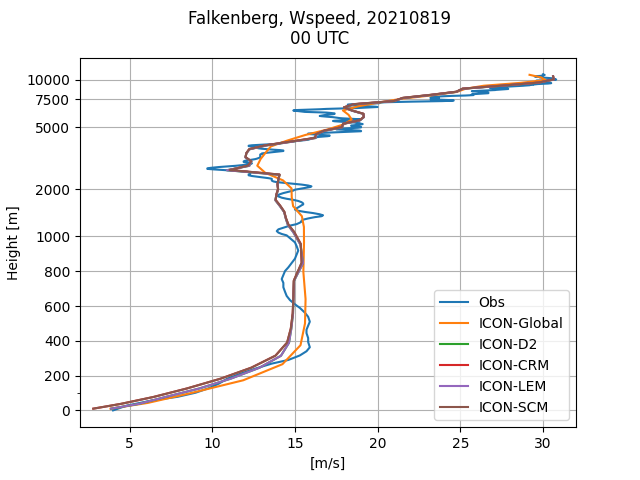 Falkenberg, Wspeed, 20210819
00 UTC
10000
7500
5000
2000
1000
800
600
400
200
0
Height [m]
5
10
15
20
25
30
[m/s]
Obs
ICON-Global
ICON-D2
ICON-CRM
ICON-LEM
ICON-SCM